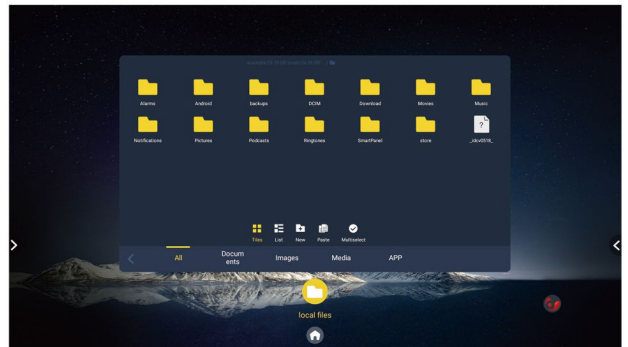 Alarms Android backups DCIM Download Movies Music
Notifications Pictures Podcasts Ringtones SmartPanel store _ldcv0518_
Tiles List New Paste Multiselect
All Docum
ents Images Media APP
local files